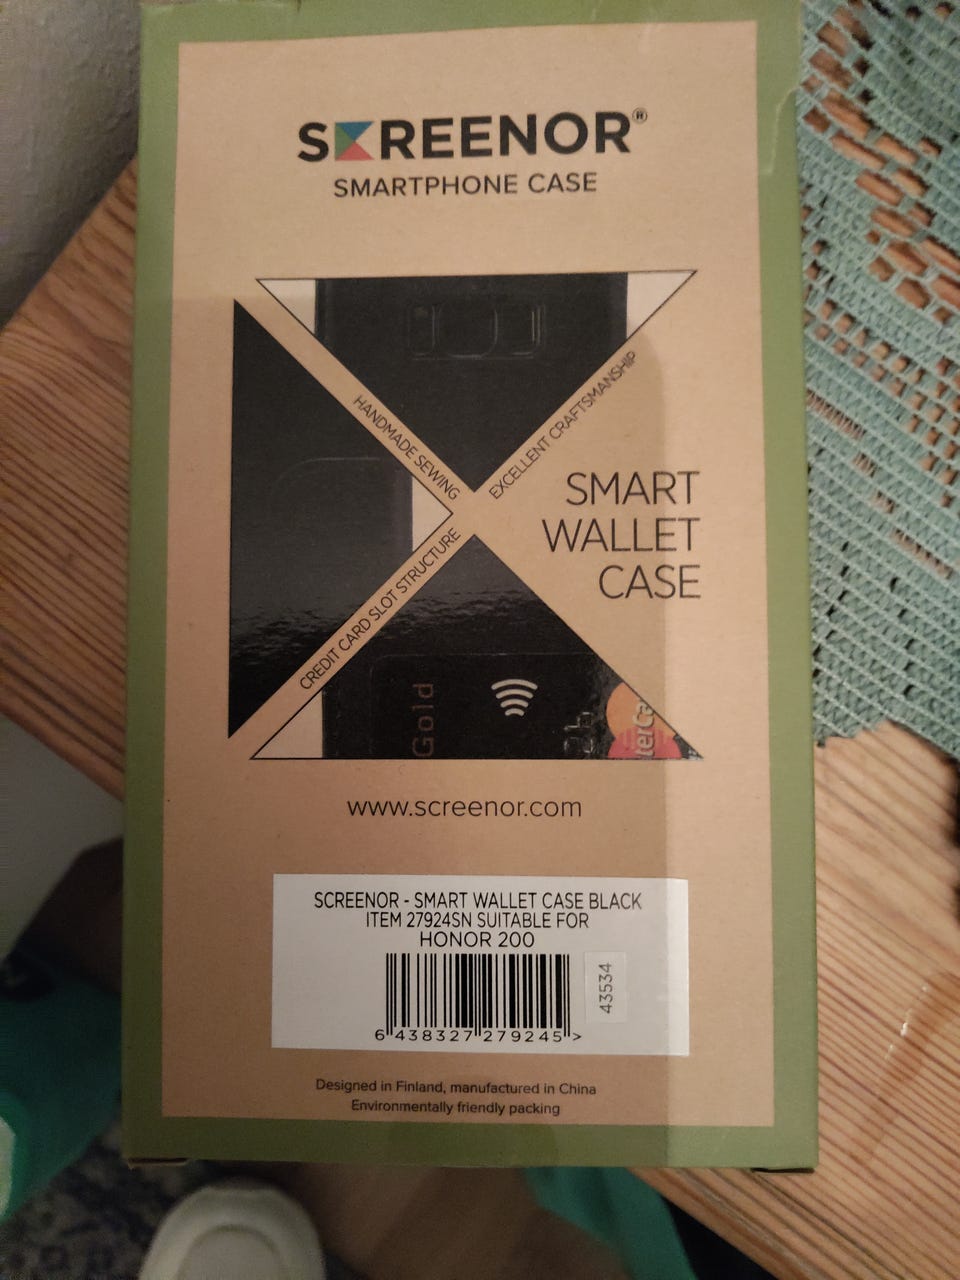 SCREENOR®
SMARTPHONE CASE
HANDMADE SEWING
EXCELLENT CRAFTSMANSHIP
CREDIT CARD SLOT STRUCTURE
SMART
WALLET
CASE
Gold
www.screenor.com
SCREENOR - SMART WALLET CASE BLACK
ITEM 27924SN SUITABLE FOR
HONOR 200
43534
6 438327 279245 >
Designed in Finland, manufactured in China
Environmentally friendly packing